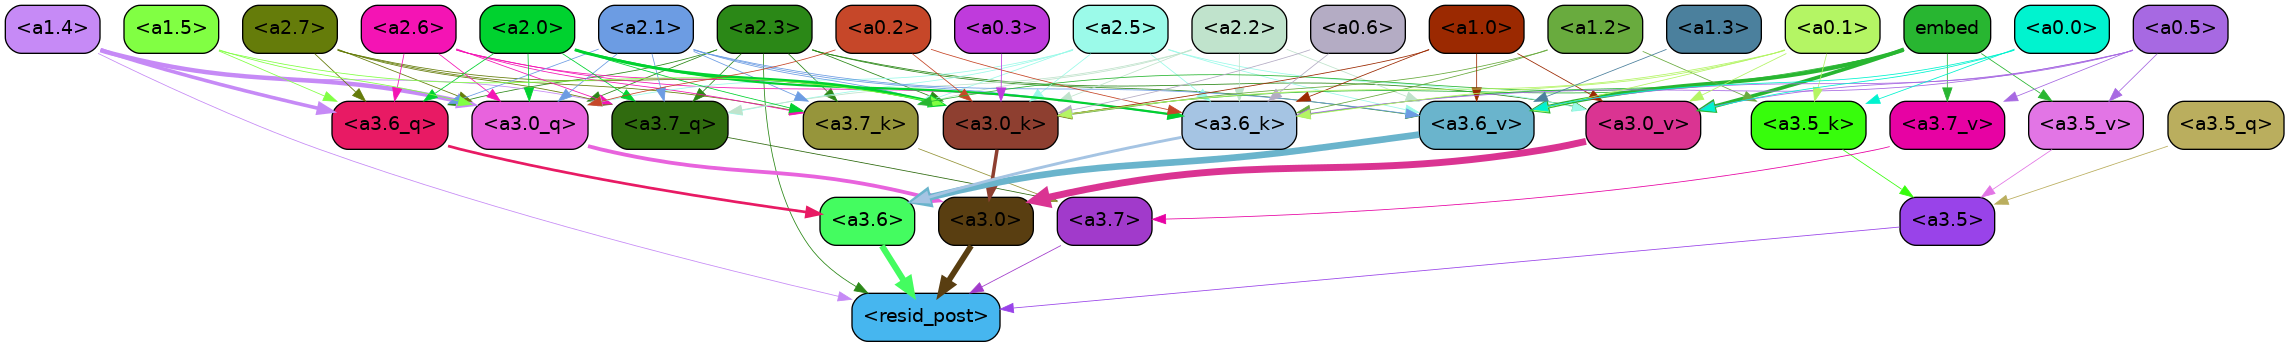 <a1.4> <a1.5> <a2.7> <a2.6> <a2.0> <a2.1> <a2.3> <a0.2> <a0.3> <a2.5> <a2.2> <a0.6> <a1.0> <a1.2> <a1.3> <a0.1> embed <a0.0> <a0.5>
<a3.6_q> <a3.0_q> <a3.7_q> <a3.7_k> <a3.0_k> <a3.6_k> <a3.6_v> <a3.0_v> <a3.5_k> <a3.7_v> <a3.5_v> <a3.5_q>
<a3.6> <a3.0> <a3.7> <a3.5>
<resid_post>